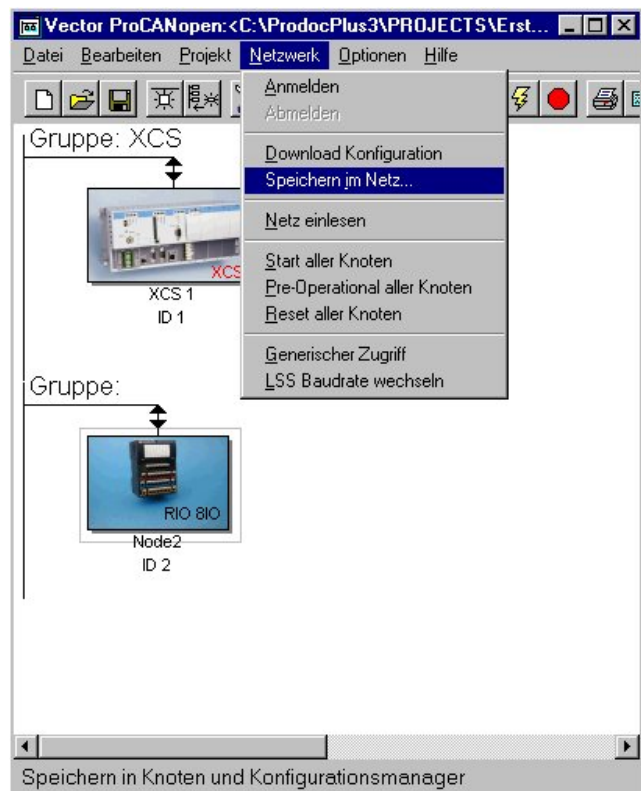 Vector ProCANopen:<C:\ProdocPlus3\PROJECTS\Erst...
Datei Bearbeiten Projekt Netzwerk Optionen Hilfe
Anmelden
Abmelden
Download Konfiguration
Speichern im Netz...
Netz einlesen
Start aller Knoten
Pre-Operational aller Knoten
Reset aller Knoten
Generischer Zugriff
LSS Baudrate wechseln
Gruppe: XCS
XCS
XCS 1
ID 1
Gruppe:
RIO 8IO
Node2
ID 2
Speichern in Knoten und Konfigurationsmanager